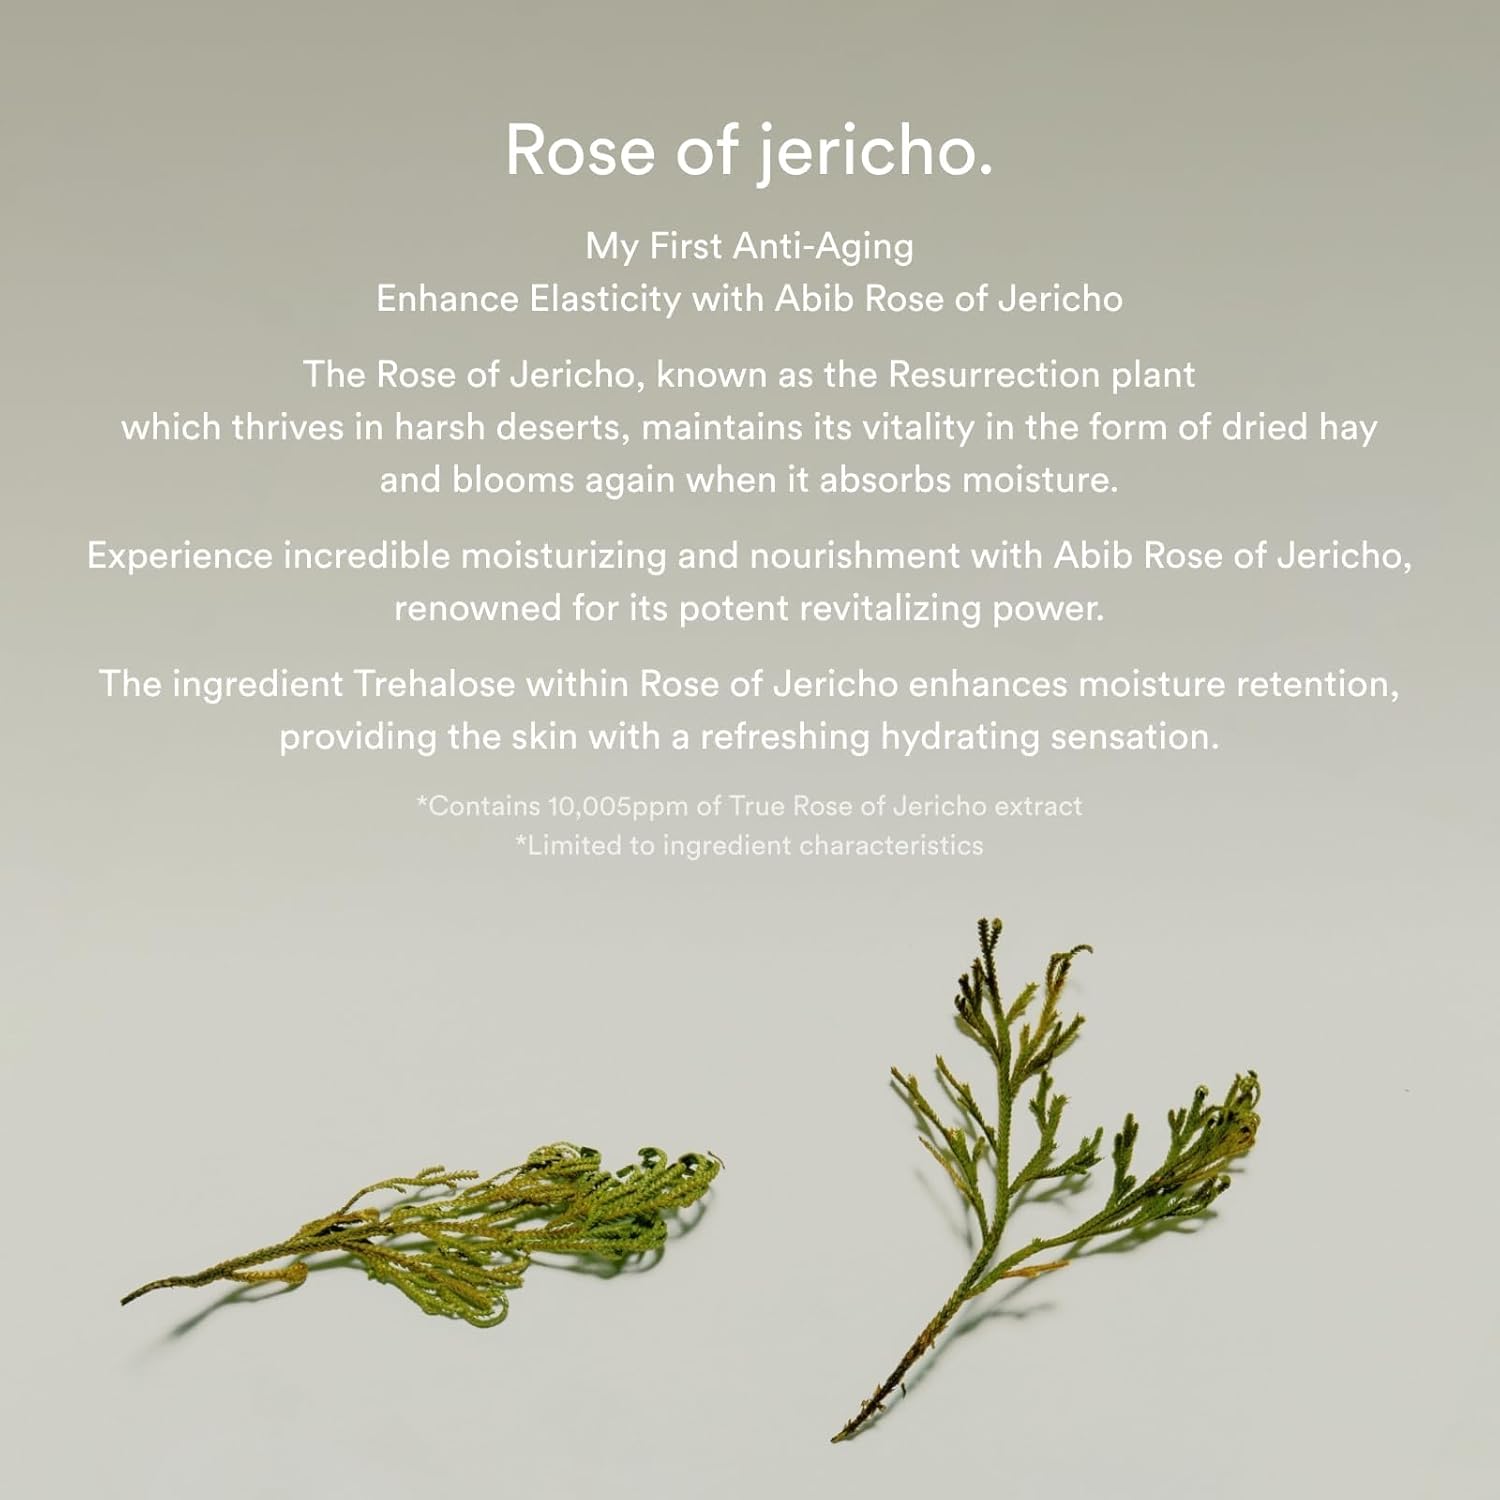 Rose of jericho.
My First Anti-Aging
Enhance Elasticity with Abib Rose of Jericho
The Rose of Jericho, known as the Resurrection plant
which thrives in harsh deserts, maintains its vitality in the form of dried hay
and blooms again when it absorbs moisture.
Experience incredible moisturizing and nourishment with Abib Rose of Jericho,
renowned for its potent revitalizing power.
The ingredient Trehalose within Rose of Jericho enhances moisture retention,
providing the skin with a refreshing hydrating sensation.
*Contains 10,005ppm of True Rose of Jericho extract
*Limited to ingredient characteristics